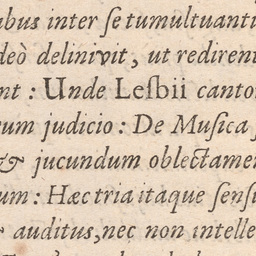 ibus inter ſe tumultuanti
deò delinivit, ut redirent
nt : Unde Leſbii canto
um judicio : De Muſica
& jucundum oblectamen
um : Hæc tria itaque ſenſi
auditus, nec non intelle